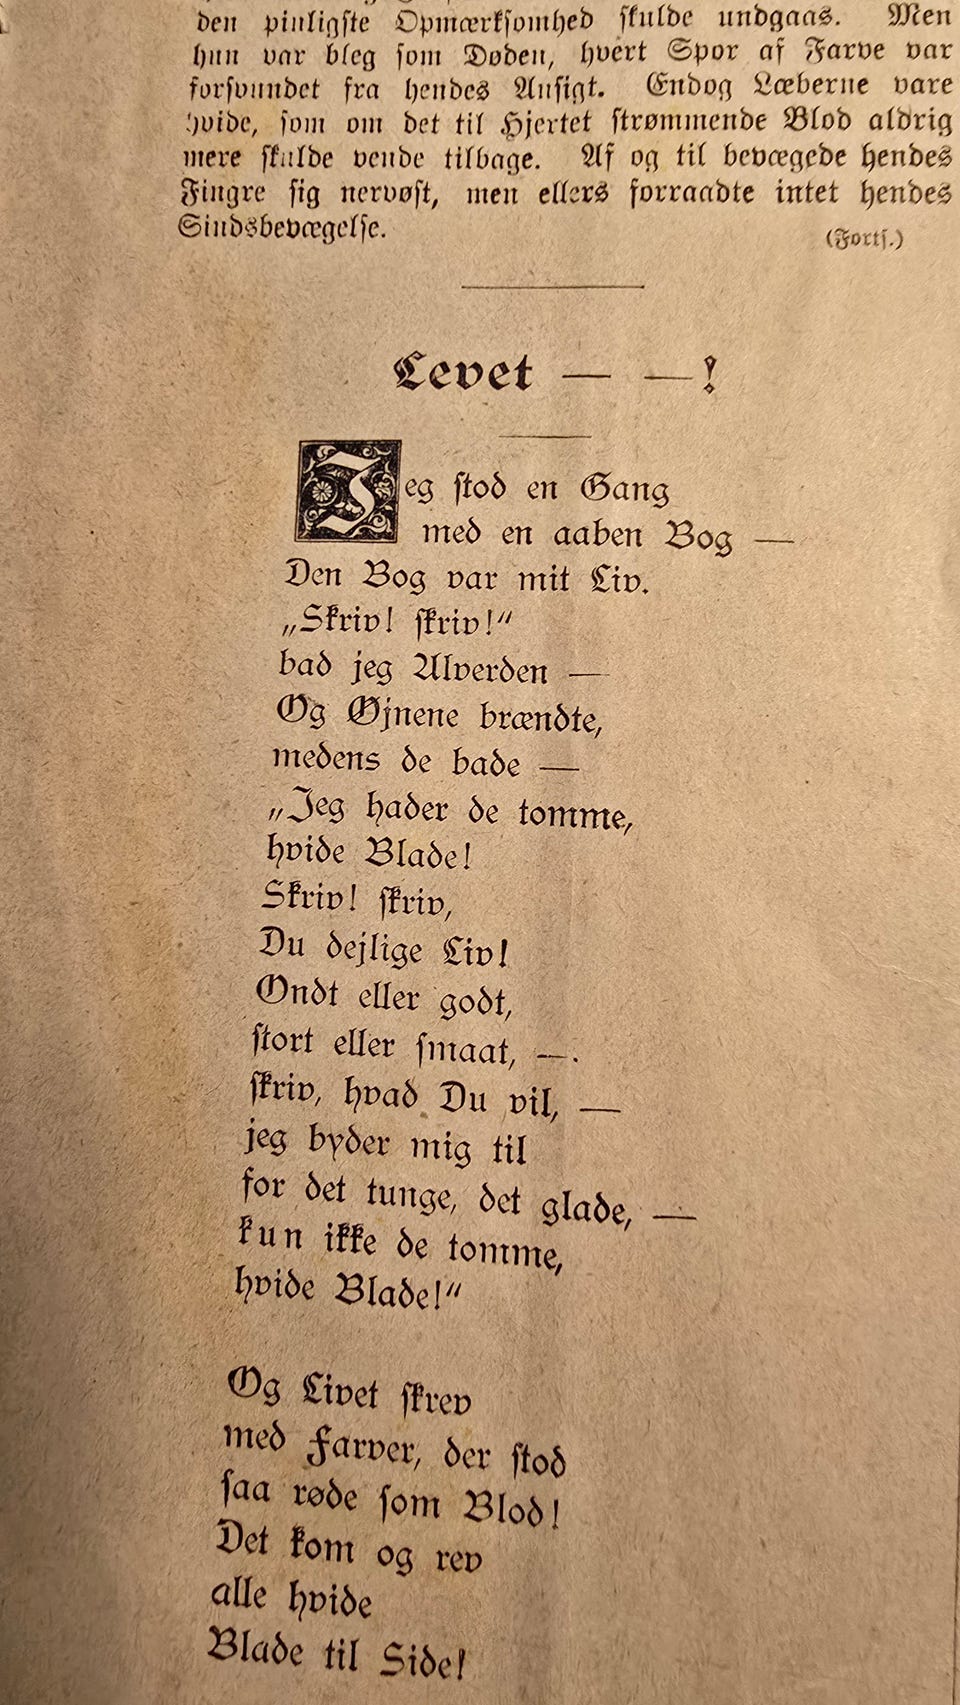 den pinligste Opmærksomhed skulde undgaas. Men
hun var bleg som Døden, hvert Spor af Farve var
forsvundet fra hendes Ansigt. Endog Læberne vare
hvide, som om det til Hjertet strømmende Blod aldrig
mere skulde vende tilbage. Af og til bevægede hendes
Fingre sig nervøst, men ellers forraadte intet hendes
Sindsbevægelse.
(Forts.)
Levet — —!
Jeg stod en Gang
med en aaben Bog —
Den Bog var mit Liv.
„Skriv! skriv!“
bad jeg Alverden —
Og Øjnene brændte,
medens de bade —
„Jeg hader de tomme,
hvide Blade!
Skriv! skriv,
Du dejlige Liv!
Ondt eller godt,
stort eller smaat, —.
skriv, hvad Du vil, —
jeg byder mig til
for det tunge, det glade, —
kun ikke de tomme,
hvide Blade!“
Og Livet skrev
med Farver, der stod
saa røde som Blod!
Det kom og rev
alle hvide
Blade til Side!